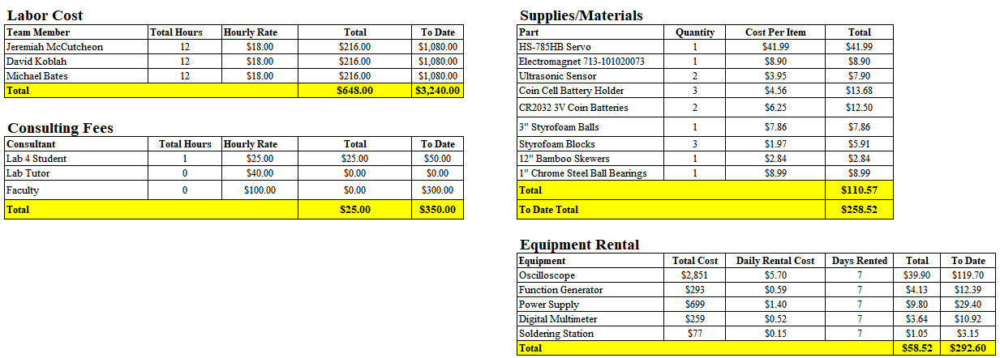 Labor Cost
Team Member Total Hours Hourly Rate Total To Date
Jeremiah McCutcheon 12 $18.00 $216.00 $1,080.00
David Koblah 12 $18.00 $216.00 $1,080.00
Michael Bates 12 $18.00 $216.00 $1,080.00
Total $648.00 $3,240.00
Consulting Fees
Consultant Total Hours Hourly Rate Total To Date
Lab 4 Student 1 $25.00 $25.00 $50.00
Lab Tutor 0 $40.00 $0.00 $0.00
Faculty 0 $100.00 $0.00 $300.00
Total $25.00 $350.00
Supplies/Materials
Part Quantity Cost Per Item Total
HS-785HB Servo 1 $41.99 $41.99
Electromagnet 713-101020073 1 $8.90 $8.90
Ultrasonic Sensor 2 $3.95 $7.90
Coin Cell Battery Holder 3 $4.56 $13.68
CR2032 3V Coin Batteries 2 $6.25 $12.50
3" Styrofoam Balls 1 $7.86 $7.86
Styrofoam Blocks 3 $1.97 $5.91
12" Bamboo Skewers 1 $2.84 $2.84
1" Chrome Steel Ball Bearings 1 $8.99 $8.99
Total $110.57
To Date Total $258.52
Equipment Rental
Equipment Total Cost Daily Rental Cost Days Rented Total To Date
Oscilloscope $2,851 $5.70 7 $39.90 $119.70
Function Generator $293 $0.59 7 $4.13 $12.39
Power Supply $699 $1.40 7 $9.80 $29.40
Digital Multimeter $259 $0.52 7 $3.64 $10.92
Soldering Station $77 $0.15 7 $1.05 $3.15
Total $58.52 $292.60